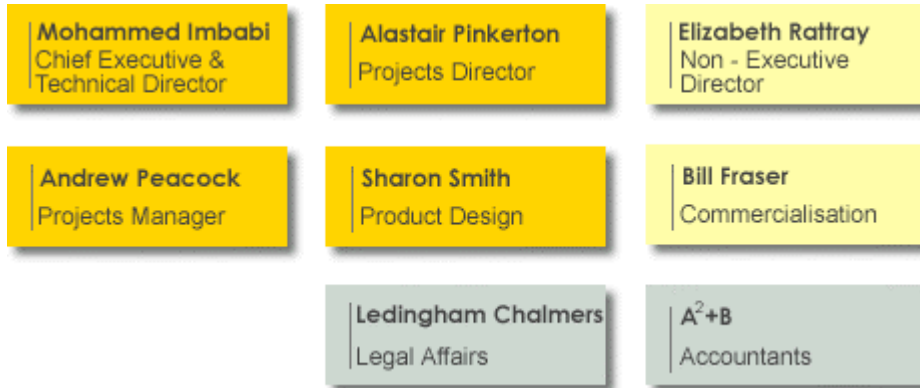 Mohammed Imbabi
Chief Executive &
Technical Director
Alastair Pinkerton
Projects Director
Elizabeth Rattray
Non - Executive
Director
Andrew Peacock
Projects Manager
Sharon Smith
Product Design
Bill Fraser
Commercialisation
Ledingham Chalmers
Legal Affairs
A²+B
Accountants